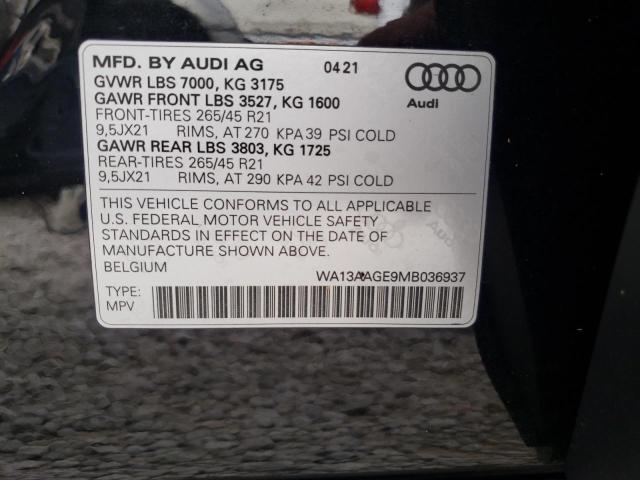 MFD. BY AUDI AG 04 21
GVWR LBS 7000, KG 3175
GAWR FRONT LBS 3527, KG 1600
FRONT-TIRES 265/45 R21
9,5JX21 RIMS, AT 270 KPA 39 PSI COLD
GAWR REAR LBS 3803, KG 1725
REAR-TIRES 265/45 R21
9,5JX21 RIMS, AT 290 KPA 42 PSI COLD
Audi
THIS VEHICLE CONFORMS TO ALL APPLICABLE
U.S. FEDERAL MOTOR VEHICLE SAFETY
STANDARDS IN EFFECT ON THE DATE OF
MANUFACTURE SHOWN ABOVE.
BELGIUM
Audi
WA13AAGE9MB036937
TYPE:
MPV